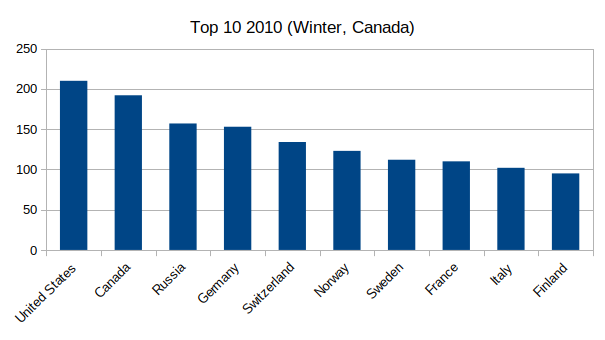 Top 10 2010 (Winter, Canada)
250
200
150
100
50
0
United States
Canada
Russia
Germany
Switzerland
Norway
Sweden
France
Italy
Finland